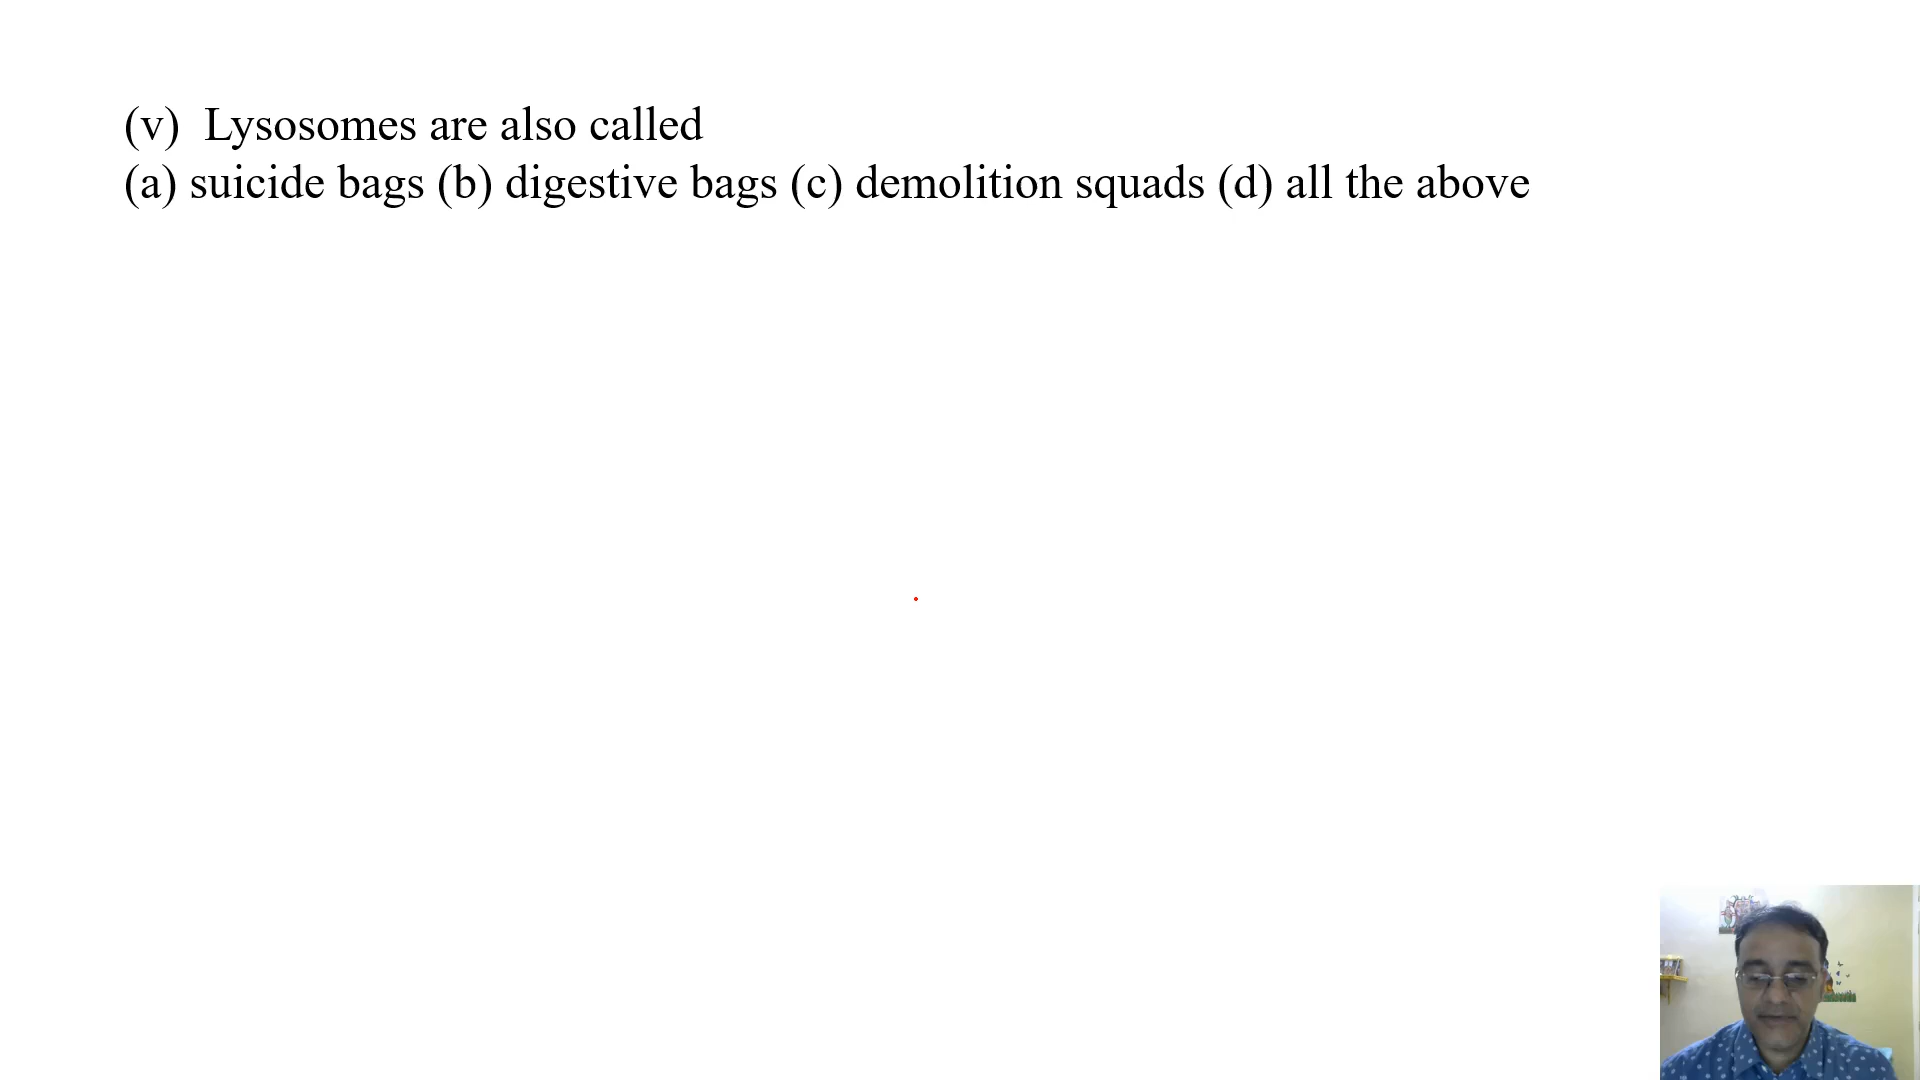 (v) Lysosomes are also called
(a) suicide bags (b) digestive bags (c) demolition squads (d) all the above